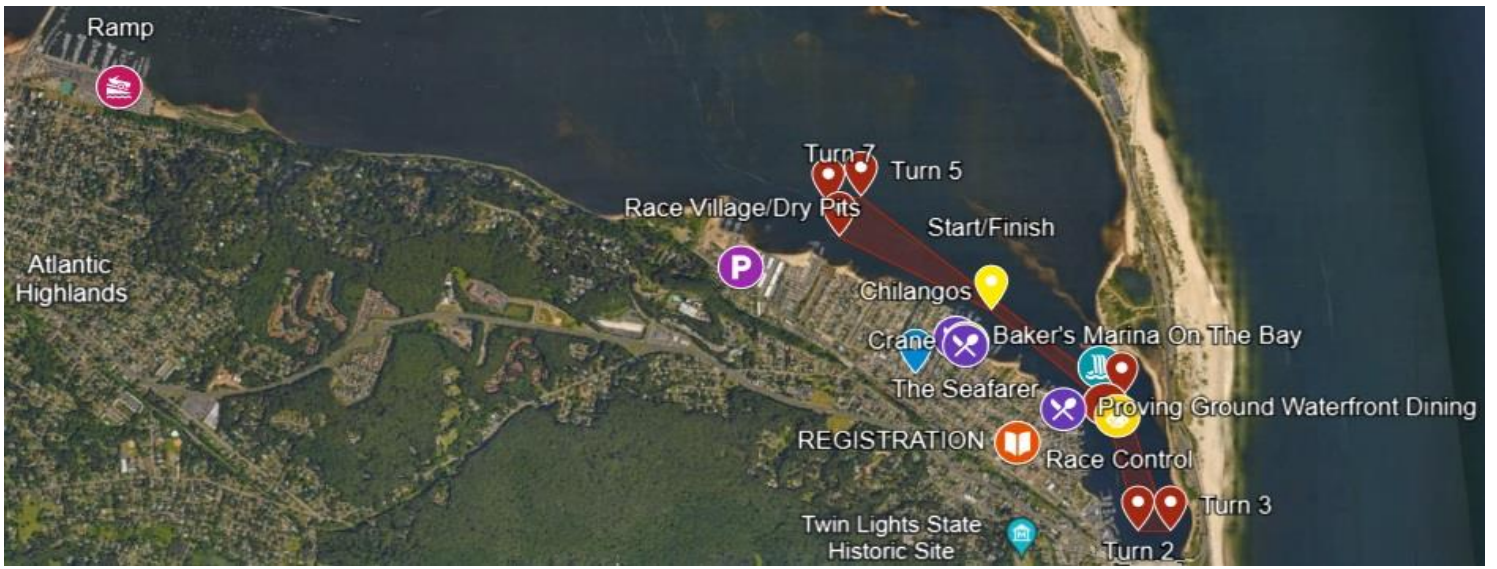 Ramp
Turn 7
Turn 5
Race Village/Dry Pits
Start/Finish
Atlantic
Highlands
Chilangos
Crane
Baker's Marina On The Bay
The Seafarer
Proving Ground Waterfront Dining
REGISTRATION
Race Control
Turn 3
Twin Lights State
Historic Site
Turn 2
P